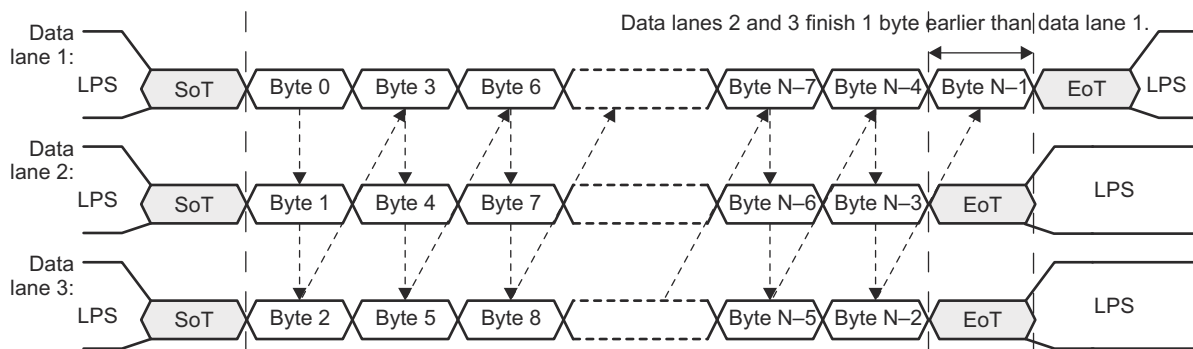 Data lanes 2 and 3 finish 1 byte earlier than data lane 1.
Data
lane 1:
LPS SoT Byte 0 Byte 3 Byte 6 Byte N–7 Byte N–4 Byte N–1 EoT LPS
Data
lane 2:
LPS SoT Byte 1 Byte 4 Byte 7 Byte N–6 Byte N–3 EoT LPS
Data
lane 3:
LPS SoT Byte 2 Byte 5 Byte 8 Byte N–5 Byte N–2 EoT LPS